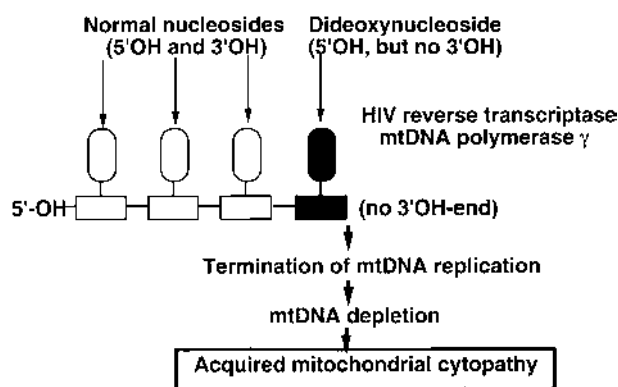 Normal nucleosides
(5'OH and 3'OH)
Dideoxynucleoside
(5'OH, but no 3'OH)
HIV reverse transcriptase
mtDNA polymerase γ
5'-OH
(no 3'OH-end)
Termination of mtDNA replication
mtDNA depletion
Acquired mitochondrial cytopathy